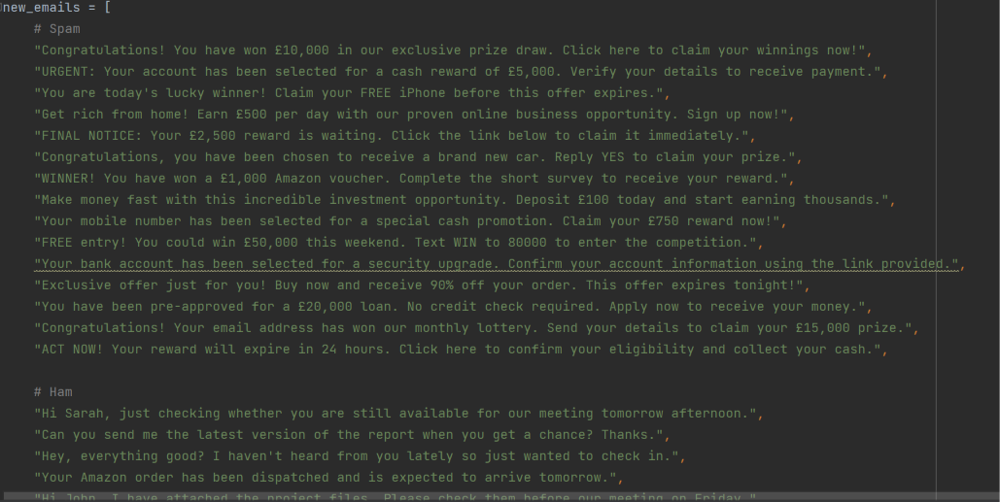 new_emails = [
# Spam
"Congratulations! You have won £10,000 in our exclusive prize draw. Click here to claim your winnings now!",
"URGENT: Your account has been selected for a cash reward of £5,000. Verify your details to receive payment.",
"You are today's lucky winner! Claim your FREE iPhone before this offer expires.",
"Get rich from home! Earn £500 per day with our proven online business opportunity. Sign up now!",
"FINAL NOTICE: Your £2,500 reward is waiting. Click the link below to claim it immediately.",
"Congratulations, you have been chosen to receive a brand new car. Reply YES to claim your prize.",
"WINNER! You have won a £1,000 Amazon voucher. Complete the short survey to receive your reward.",
"Make money fast with this incredible investment opportunity. Deposit £100 today and start earning thousands.",
"Your mobile number has been selected for a special cash promotion. Claim your £750 reward now!",
"FREE entry! You could win £50,000 this weekend. Text WIN to 80000 to enter the competition.",
"Your bank account has been selected for a security upgrade. Confirm your account information using the link provided.",
"Exclusive offer just for you! Buy now and receive 90% off your order. This offer expires tonight!",
"You have been pre-approved for a £20,000 loan. No credit check required. Apply now to receive your money.",
"Congratulations! Your email address has won our monthly lottery. Send your details to claim your £15,000 prize.",
"ACT NOW! Your reward will expire in 24 hours. Click here to confirm your eligibility and collect your cash.",
# Ham
"Hi Sarah, just checking whether you are still available for our meeting tomorrow afternoon.",
"Can you send me the latest version of the report when you get a chance? Thanks.",
"Hey, everything good? I haven't heard from you lately so just wanted to check in.",
"Your Amazon order has been dispatched and is expected to arrive tomorrow.",
"Hi John, I have attached the project files. Please check them before our meeting on Friday."